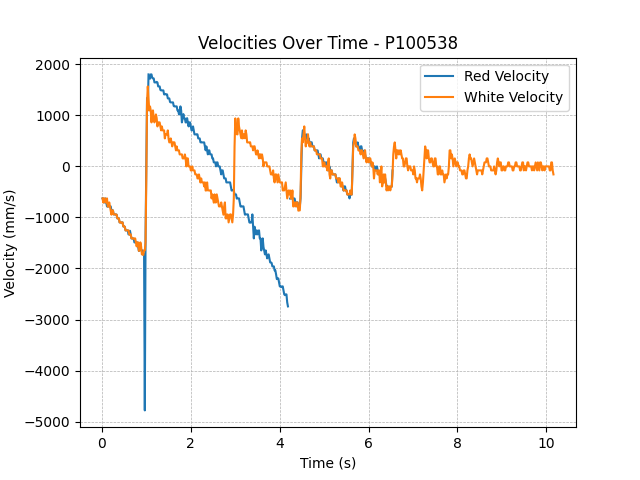 Velocities Over Time - P100538
Red Velocity
White Velocity
2000
1000
0
−1000
−2000
−3000
−4000
−5000
Velocity (mm/s)
0 2 4 6 8 10
Time (s)